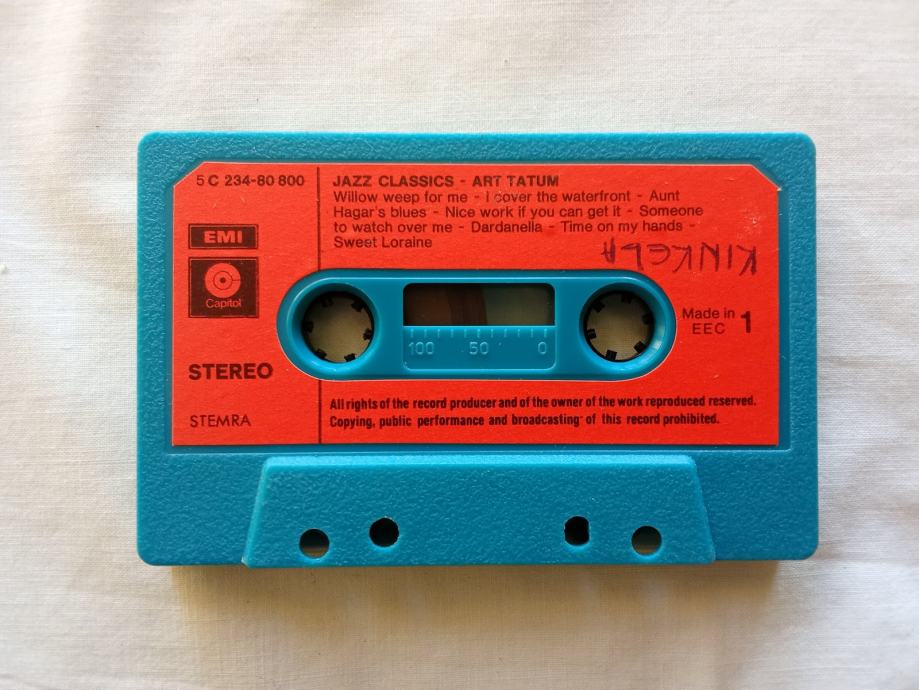 5 C 234-80 800
JAZZ CLASSICS - ART TATUM
Willow weep for me - I cover the waterfront - Aunt
Hagar's blues - Nice work if you can get it - Someone
to watch over me - Dardanella - Time on my hands -
Sweet Loraine
KINKELA
EMI
Capitol
Made in
EEC 1
100 50 0
STEREO
STEMRA
All rights of the record producer and of the owner of the work reproduced reserved.
Copying, public performance and broadcasting of this record prohibited.